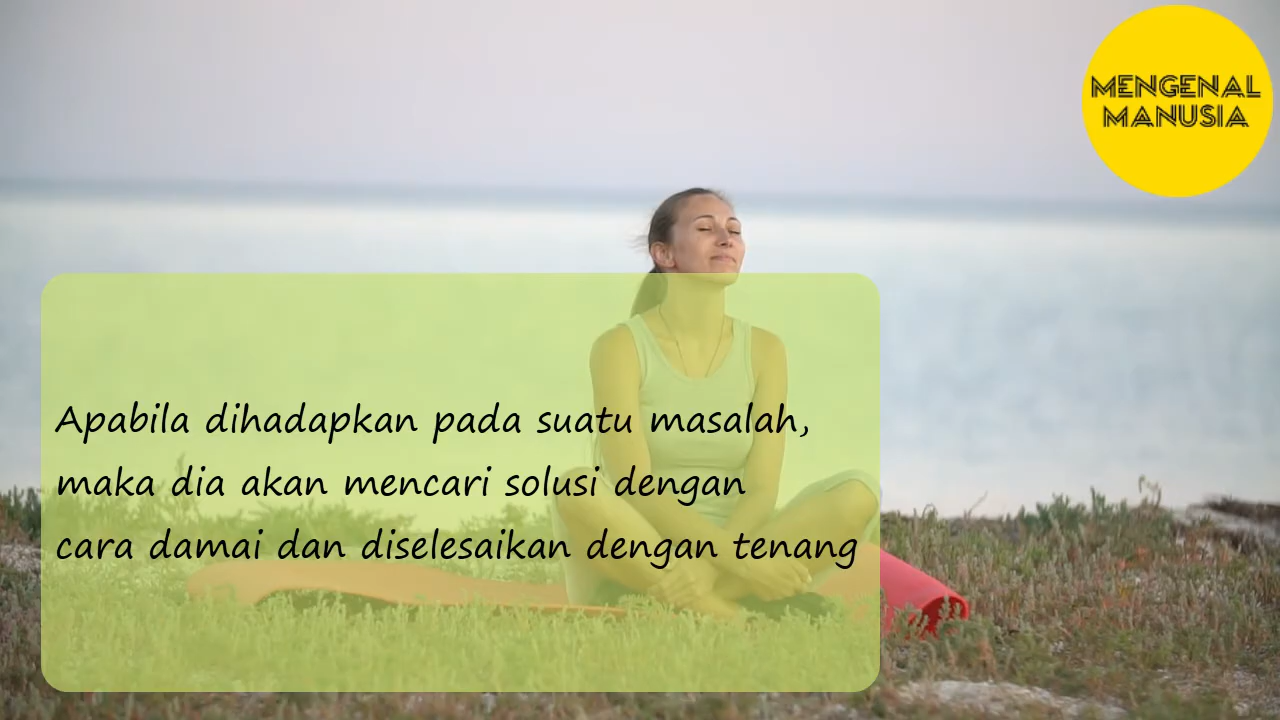 MENGENAL
MANUSIA
Apabila dihadapkan pada suatu masalah,
maka dia akan mencari solusi dengan
cara damai dan diselesaikan dengan tenang